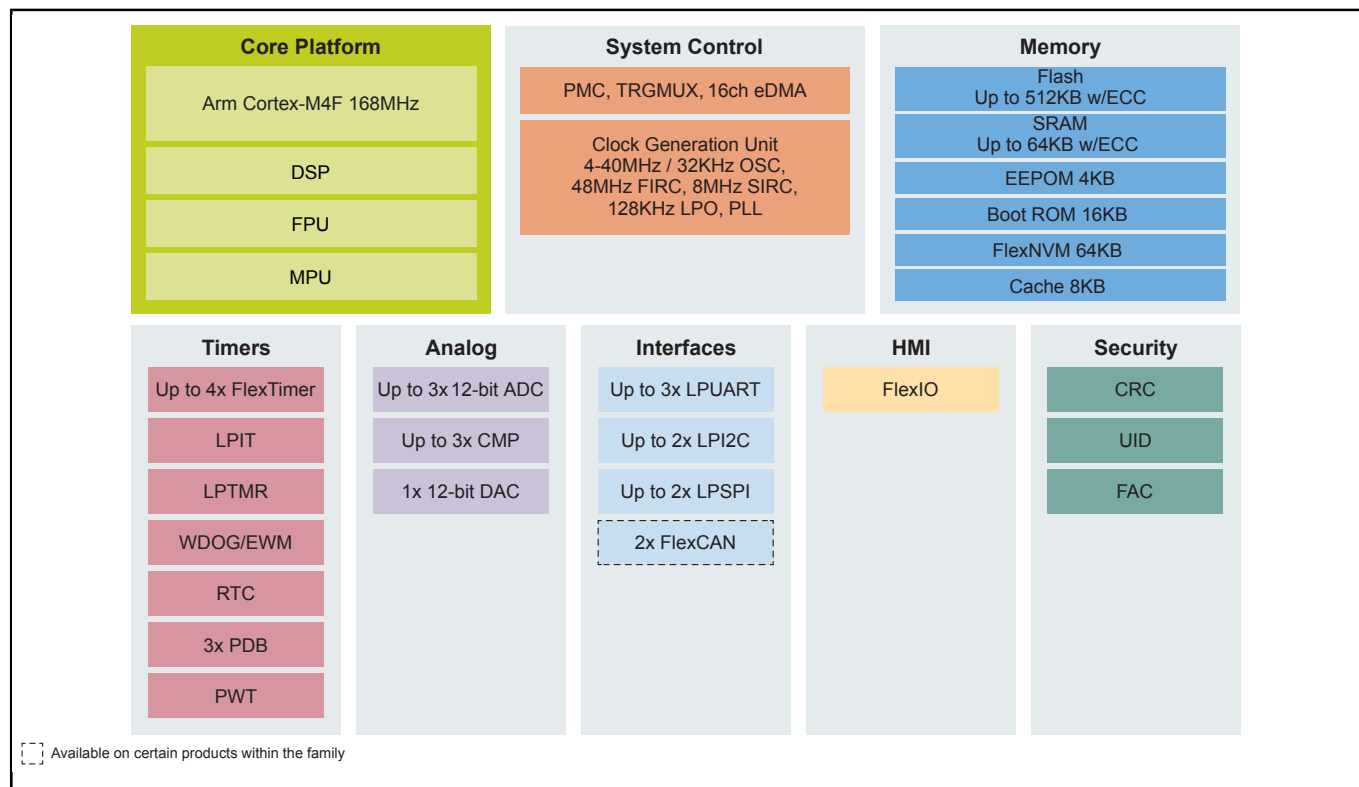 Core Platform
Arm Cortex-M4F 168MHz
DSP
FPU
MPU
System Control
PMC, TRGMUX, 16ch eDMA
Clock Generation Unit
4-40MHz / 32KHz OSC,
48MHz FIRC, 8MHz SIRC,
128KHz LPO, PLL
Memory
Flash
Up to 512KB w/ECC
SRAM
Up to 64KB w/ECC
EEPOM 4KB
Boot ROM 16KB
FlexNVM 64KB
Cache 8KB
Timers
Up to 4x FlexTimer
LPIT
LPTMR
WDOG/EWM
RTC
3x PDB
PWT
Analog
Up to 3x 12-bit ADC
Up to 3x CMP
1x 12-bit DAC
Interfaces
Up to 3x LPUART
Up to 2x LPI2C
Up to 2x LPSPI
2x FlexCAN
HMI
FlexIO
Security
CRC
UID
FAC
Available on certain products within the family